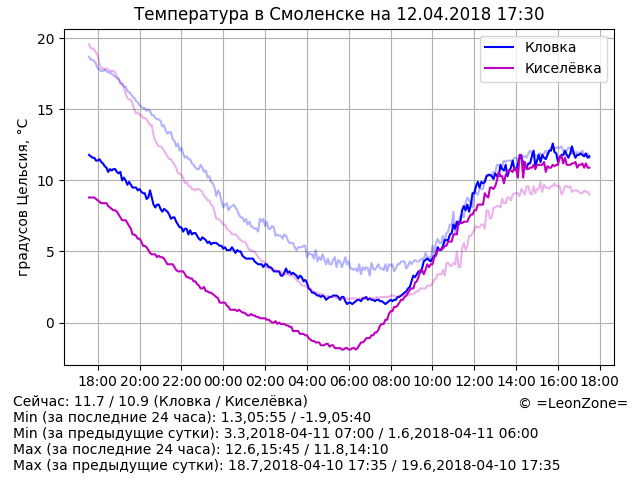 Температура в Смоленске на 12.04.2018 17:30
Кловка
Киселёвка
градусов Цельсия, °C
20
15
10
5
0
18:00 20:00 22:00 00:00 02:00 04:00 06:00 08:00 10:00 12:00 14:00 16:00 18:00
Сейчас: 11.7 / 10.9 (Кловка / Киселёвка)
© =LeonZone=
Min (за последние 24 часа): 1.3,05:55 / -1.9,05:40
Min (за предыдущие сутки): 3.3,2018-04-11 07:00 / 1.6,2018-04-11 06:00
Max (за последние 24 часа): 12.6,15:45 / 11.8,14:10
Max (за предыдущие сутки): 18.7,2018-04-10 17:35 / 19.6,2018-04-10 17:35